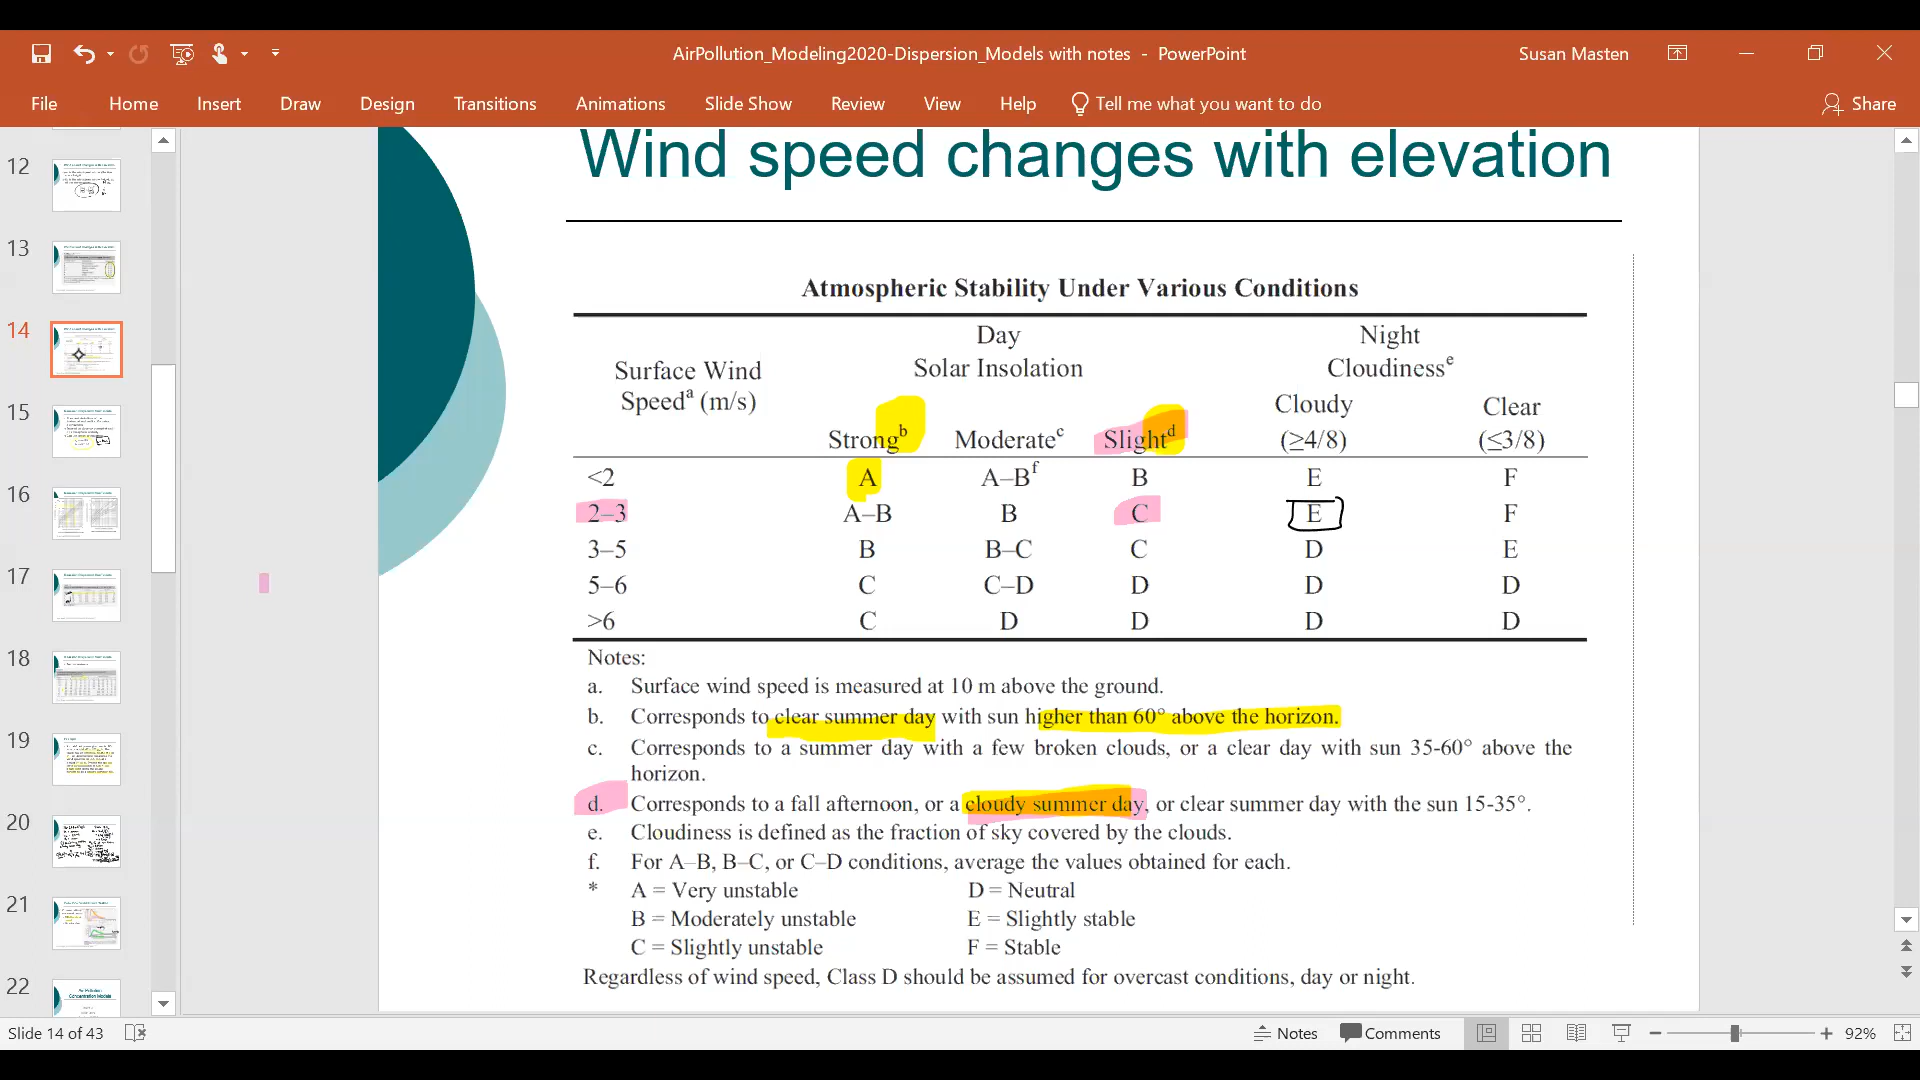 AirPollution_Modeling2020-Dispersion_Models with notes - PowerPoint
Susan Masten
File Home Insert Draw Design Transitions Animations Slide Show Review View Help Tell me what you want to do Share
12
13
14
15
16
17
18
19
20
21
22
Air Pollution
Concentration Models
Wind speed changes with elevation
Atmospheric Stability Under Various Conditions
Day Night
Surface Wind Solar Insolation Cloudiness^e
Speed^a (m/s) Cloudy Clear
Strong^b Moderate^c Slight^d (≥4/8) (≤3/8)
<2 A A–B^f B E F
2–3 A–B B C E F
3–5 B B–C C D E
5–6 C C–D D D D
>6 C D D D D
Notes:
a. Surface wind speed is measured at 10 m above the ground.
b. Corresponds to clear summer day with sun higher than 60° above the horizon.
c. Corresponds to a summer day with a few broken clouds, or a clear day with sun 35-60° above the
horizon.
d. Corresponds to a fall afternoon, or a cloudy summer day, or clear summer day with the sun 15-35°.
e. Cloudiness is defined as the fraction of sky covered by the clouds.
f. For A–B, B–C, or C–D conditions, average the values obtained for each.
* A = Very unstable D = Neutral
B = Moderately unstable E = Slightly stable
C = Slightly unstable F = Stable
Regardless of wind speed, Class D should be assumed for overcast conditions, day or night.
Slide 14 of 43 Notes Comments 92%